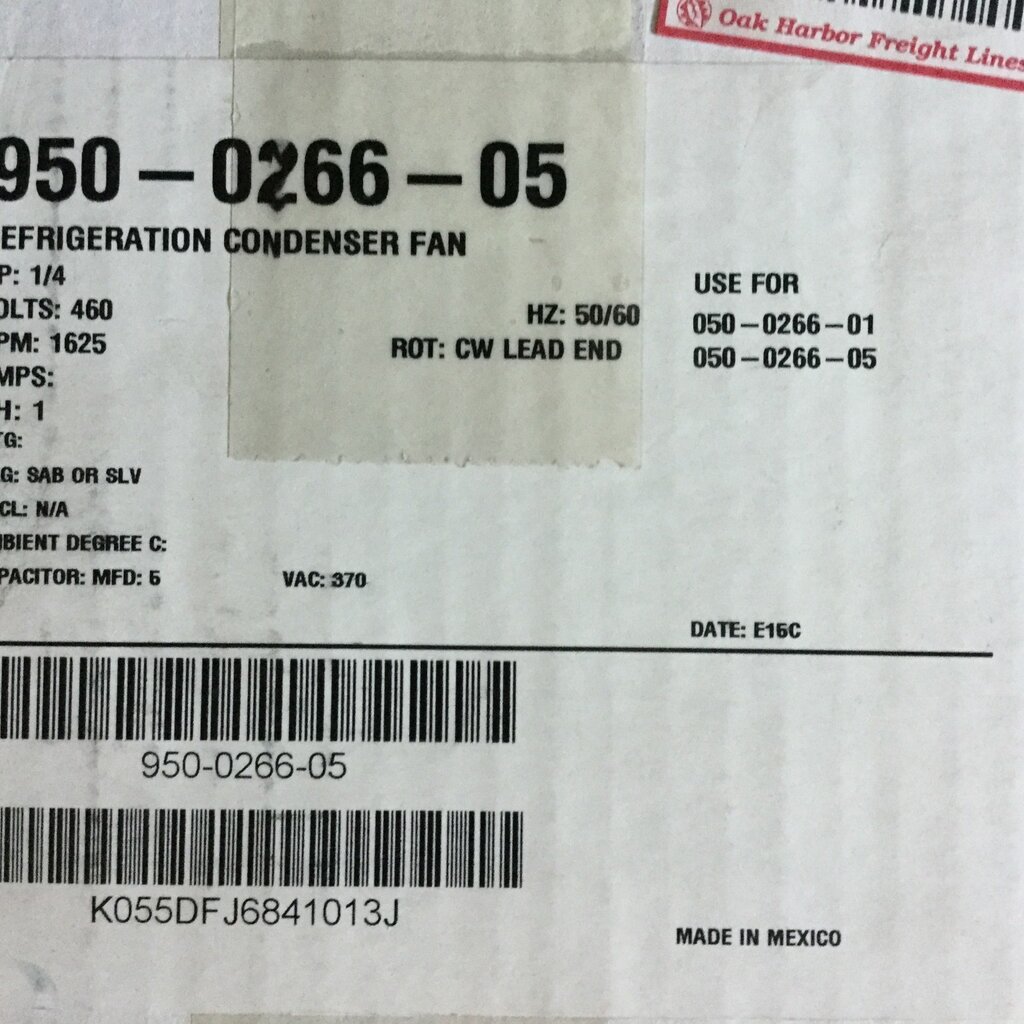 Oak Harbor Freight Lines
950-0266-05
EFRIGERATION CONDENSER FAN
P: 1/4
OLTS: 460
HZ: 50/60
PM: 1625
ROT: CW LEAD END
MPS:
H: 1
TG:
G: SAB OR SLV
CL: N/A
BIENT DEGREE C:
PACITOR: MFD: 5
VAC: 370
USE FOR
050-0266-01
050-0266-05
DATE: E15C
950-0266-05
K055DFJ6841013J
MADE IN MEXICO